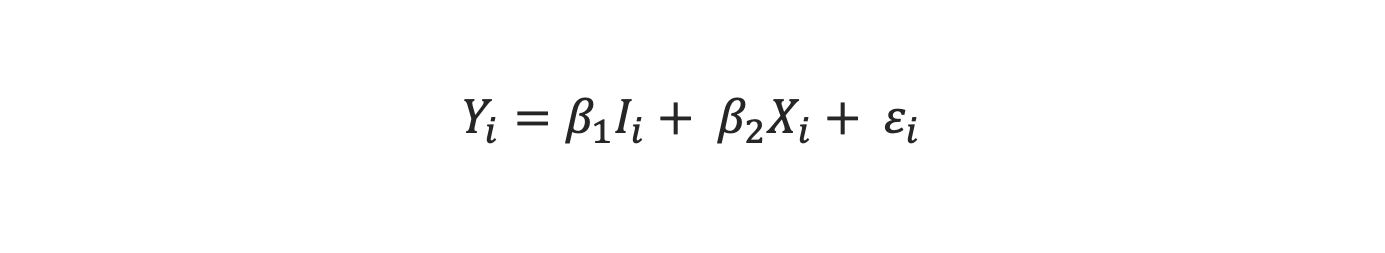 Yᵢ = β₁Iᵢ + β₂Xᵢ + εᵢ